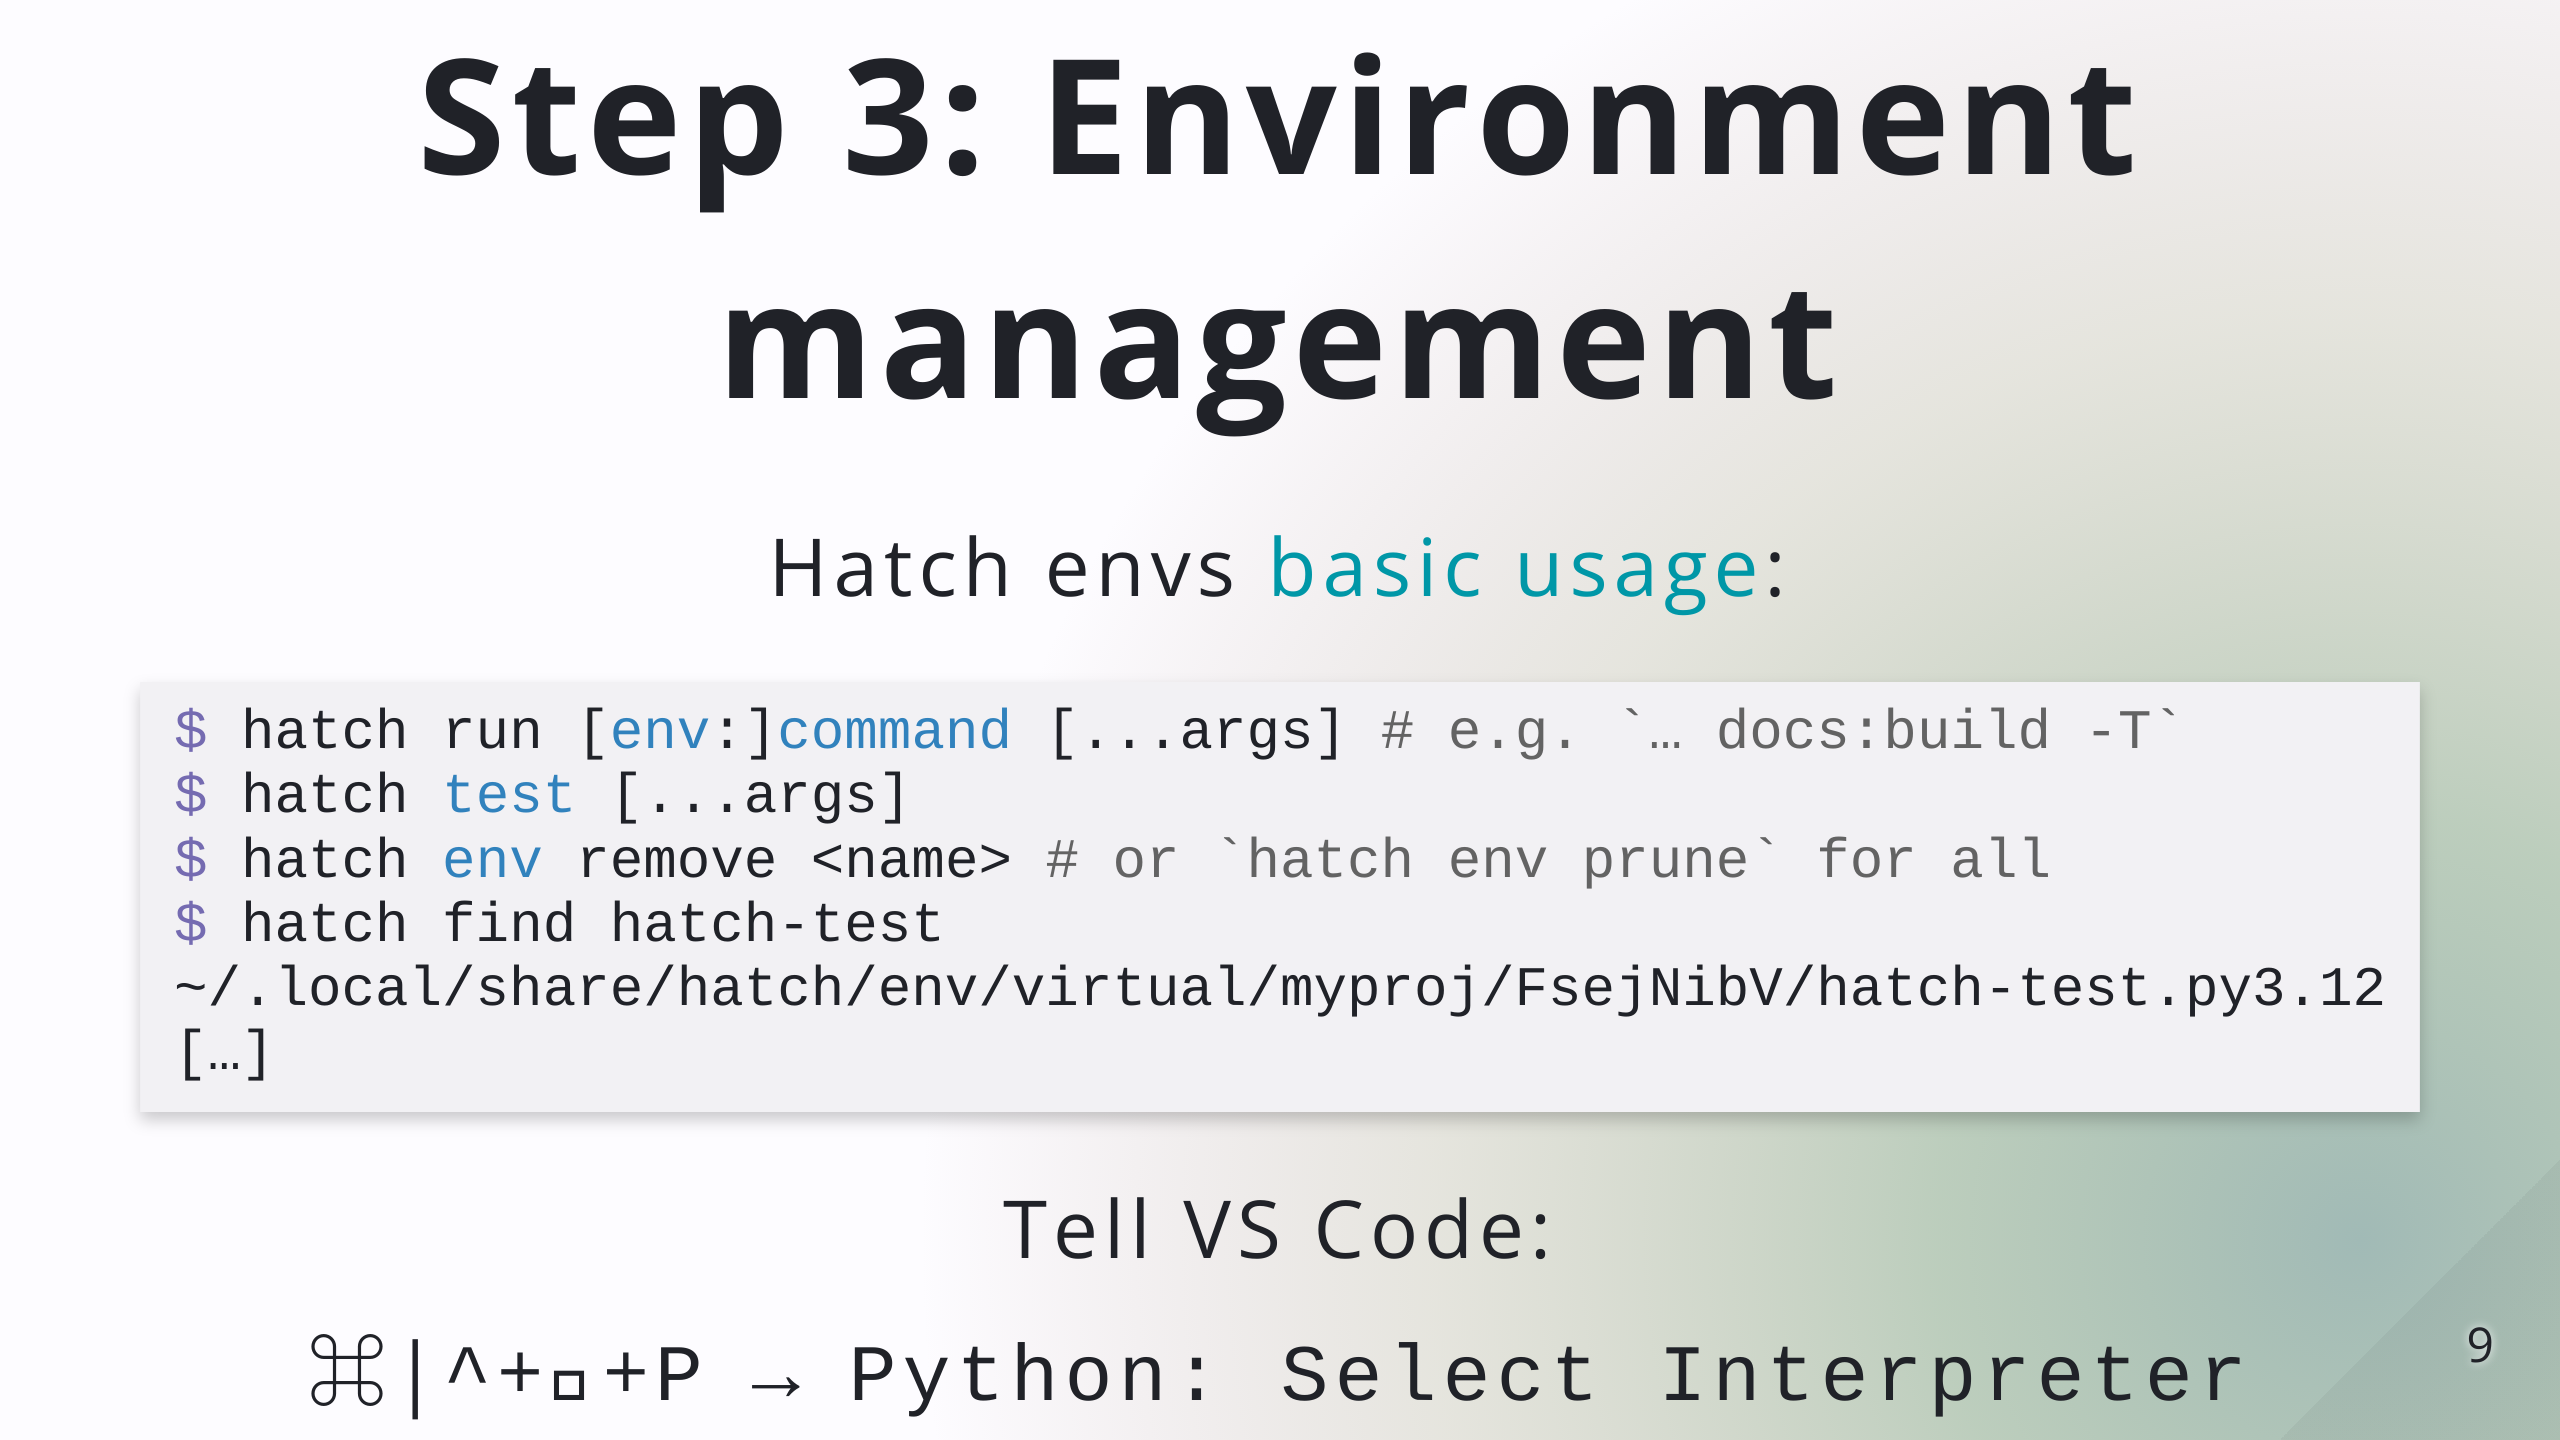 Step 3: Environment
management
Hatch envs basic usage:
$ hatch run [env:]command [...args] # e.g. `… docs:build -T`
$ hatch test [...args]
$ hatch env remove <name> # or `hatch env prune` for all
$ hatch find hatch-test
~/.local/share/hatch/env/virtual/myproj/FsejNibV/hatch-test.py3.12
[…]
Tell VS Code:
⌘|^+□+P → Python: Select Interpreter
9